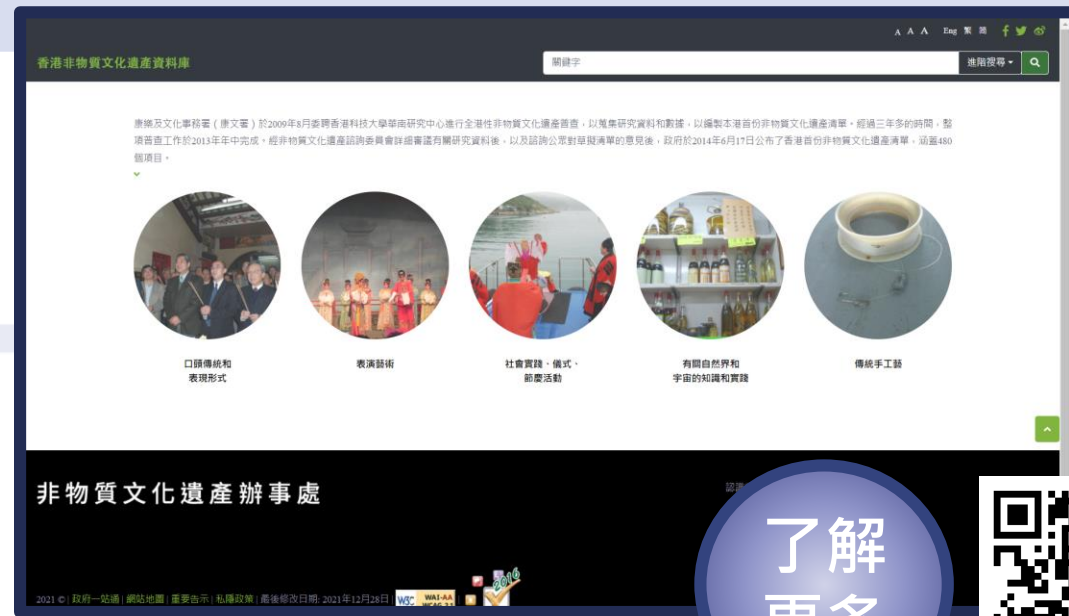 A A A Eng 繁 簡
香港非物質文化遺產資料庫
關鍵字
進階搜尋
康樂及文化事務署（康文署）於2009年8月委聘香港科技大學華南研究中心進行全港性非物質文化遺產普查，以蒐集研究資料和數據，以編製本港首份非物質文化遺產清單。經過三年多的時間，整
項普查工作於2013年年中完成。經非物質文化遺產諮詢委員會詳細審議有關研究資料後，以及諮詢公眾對草擬清單的意見後，政府於2014年6月17日公布了香港首份非物質文化遺產清單，涵蓋480
個項目。
口頭傳統和
表現形式
表演藝術
社會實踐、儀式、
節慶活動
有關自然界和
宇宙的知識和實踐
傳統手工藝
非物質文化遺產辦事處
認識
了解
更多
2021 © | 政府一站通 | 網站地圖 | 重要告示 | 私隱政策 | 最後修改日期: 2021年12月28日
W3C WAI-AA
WCAG 2.1
2016